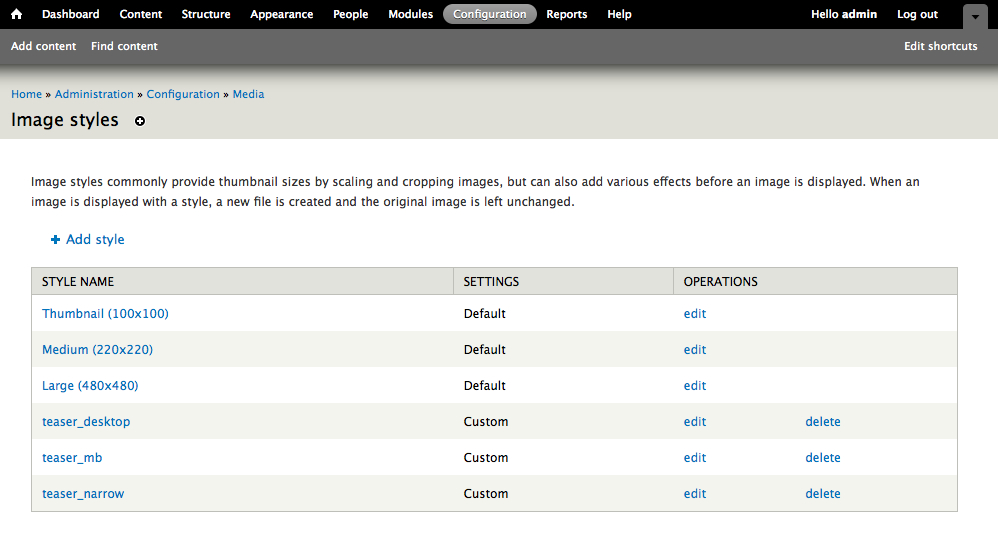 Dashboard Content Structure Appearance People Modules Configuration Reports Help Hello admin Log out
Add content Find content Edit shortcuts
Home » Administration » Configuration » Media
Image styles
Image styles commonly provide thumbnail sizes by scaling and cropping images, but can also add various effects before an image is displayed. When an
image is displayed with a style, a new file is created and the original image is left unchanged.
Add style
STYLE NAME SETTINGS OPERATIONS
Thumbnail (100x100) Default edit
Medium (220x220) Default edit
Large (480x480) Default edit
teaser_desktop Custom edit delete
teaser_mb Custom edit delete
teaser_narrow Custom edit delete